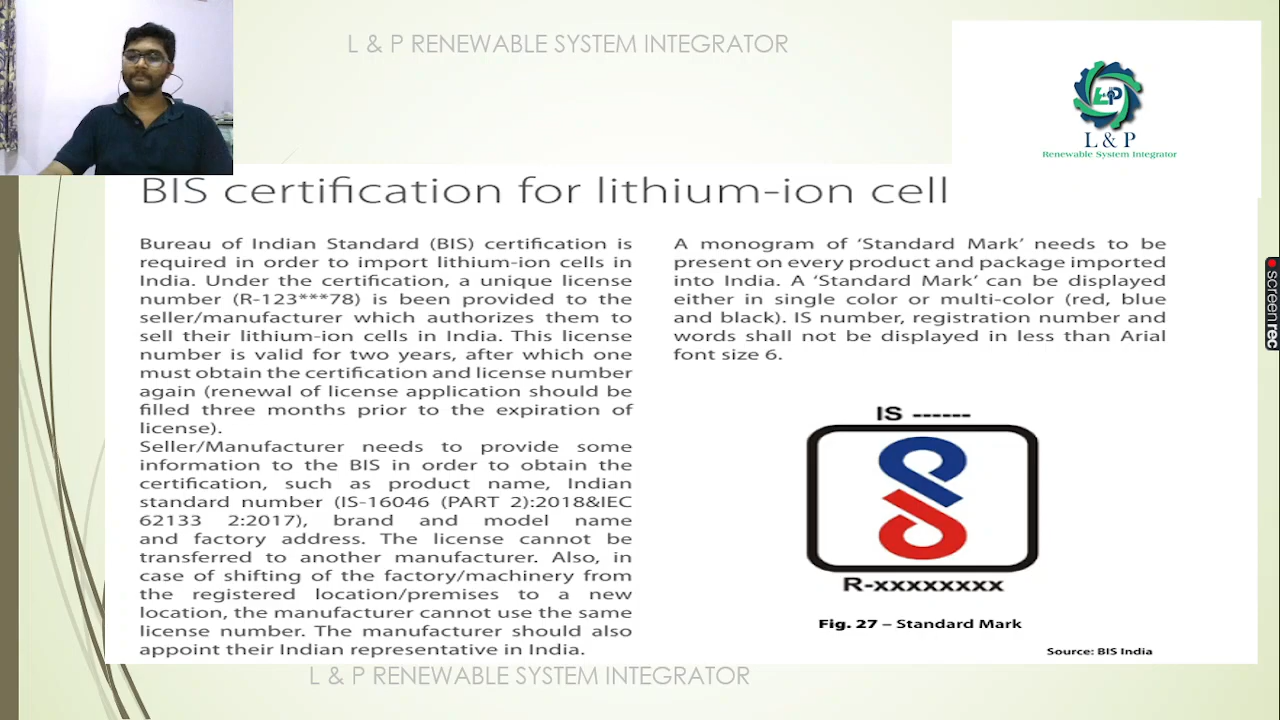 L & P RENEWABLE SYSTEM INTEGRATOR
L&P
L & P
Renewable System Integrator
BIS certification for lithium-ion cell
Bureau of Indian Standard (BIS) certification is
required in order to import lithium-ion cells in
India. Under the certification, a unique license
number (R-123***78) is been provided to the
seller/manufacturer which authorizes them to
sell their lithium-ion cells in India. This license
number is valid for two years, after which one
must obtain the certification and license number
again (renewal of license application should be
filled three months prior to the expiration of
license).
Seller/Manufacturer needs to provide some
information to the BIS in order to obtain the
certification, such as product name, Indian
standard number (IS-16046 (PART 2):2018&IEC
62133 2:2017), brand and model name
and factory address. The license cannot be
transferred to another manufacturer. Also, in
case of shifting of the factory/machinery from
the registered location/premises to a new
location, the manufacturer cannot use the same
license number. The manufacturer should also
appoint their Indian representative in India.
A monogram of ‘Standard Mark’ needs to be
present on every product and package imported
into India. A ‘Standard Mark’ can be displayed
either in single color or multi-color (red, blue
and black). IS number, registration number and
words shall not be displayed in less than Arial
font size 6.
IS ------
R-xxxxxxxx
Fig. 27 – Standard Mark
Source: BIS India
L & P RENEWABLE SYSTEM INTEGRATOR
screenrec